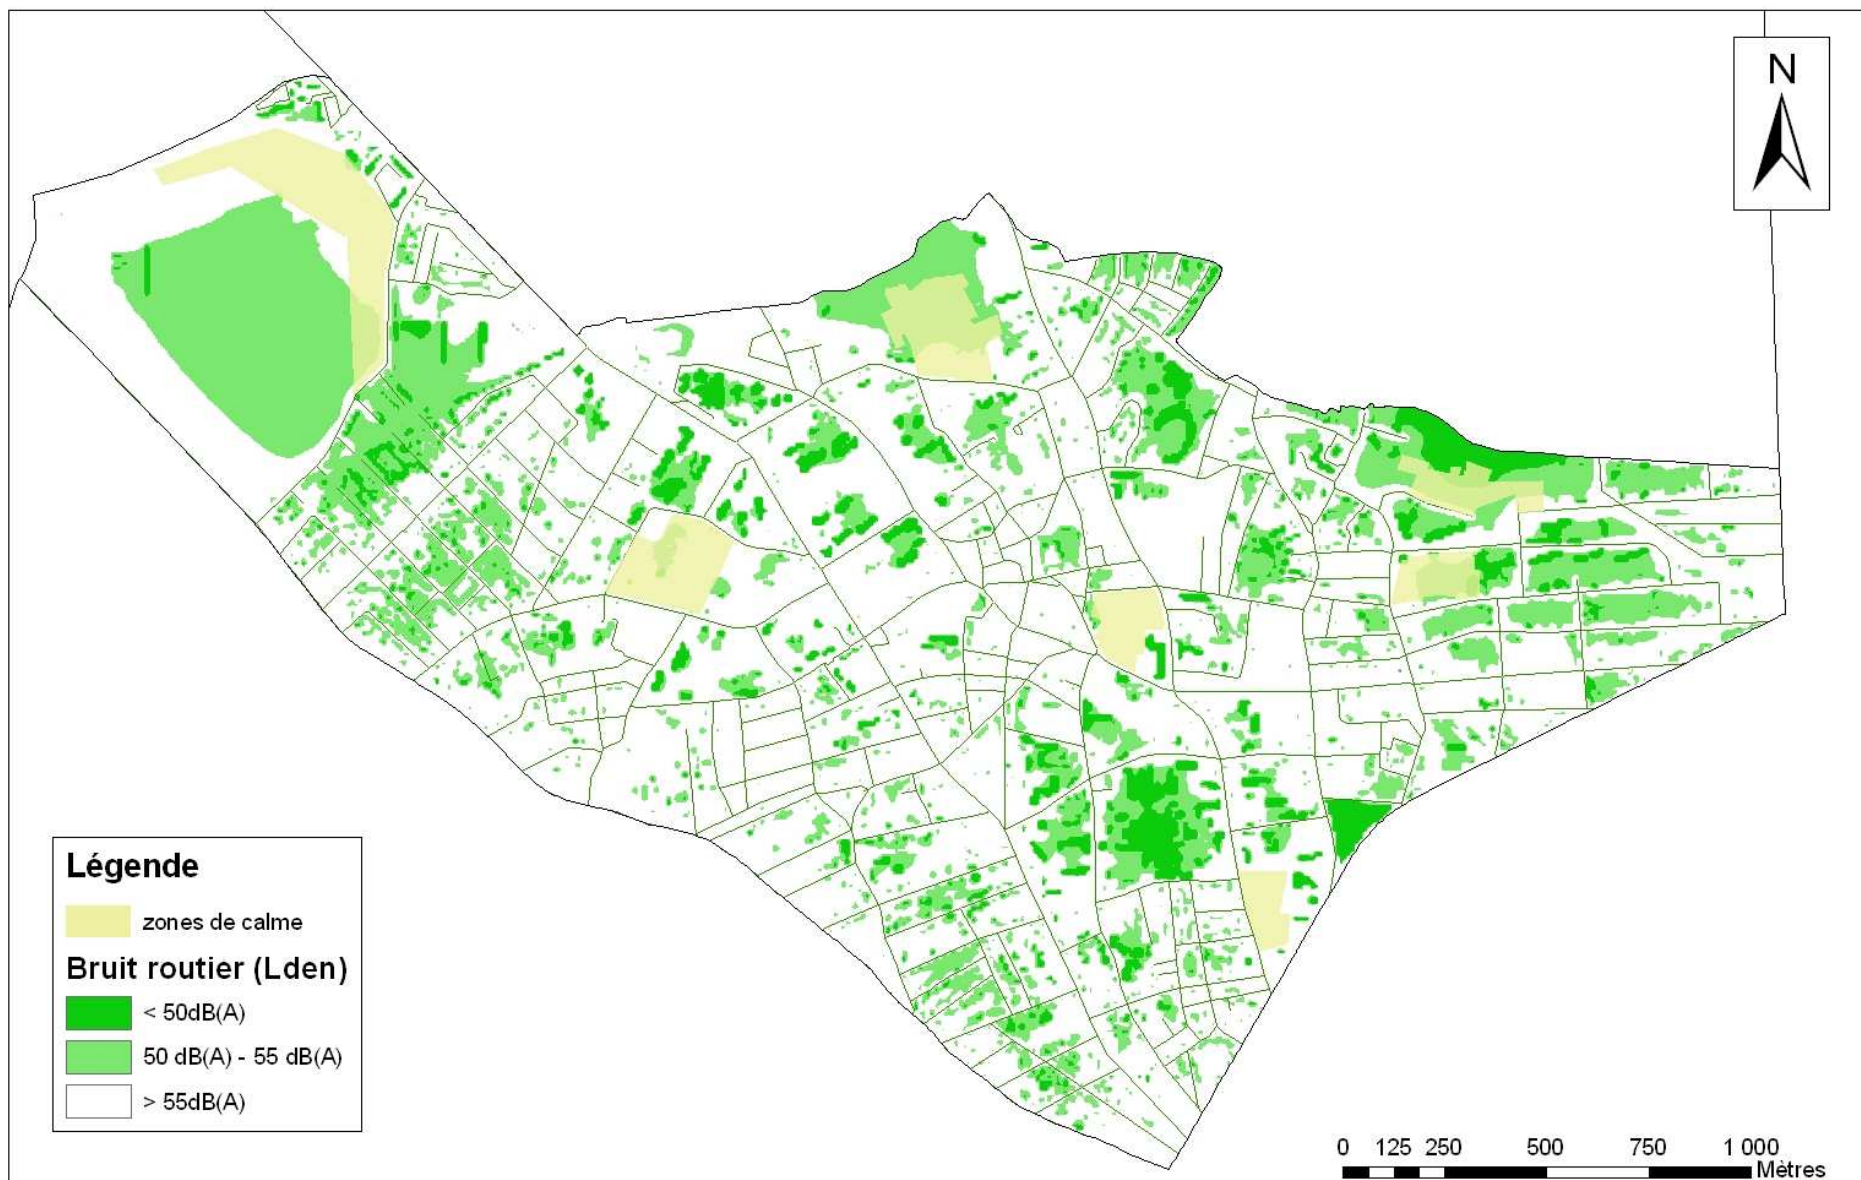 N
Légende
zones de calme
Bruit routier (Lden)
< 50dB(A)
50 dB(A) - 55 dB(A)
> 55dB(A)
0 125 250 500 750 1 000
Mètres